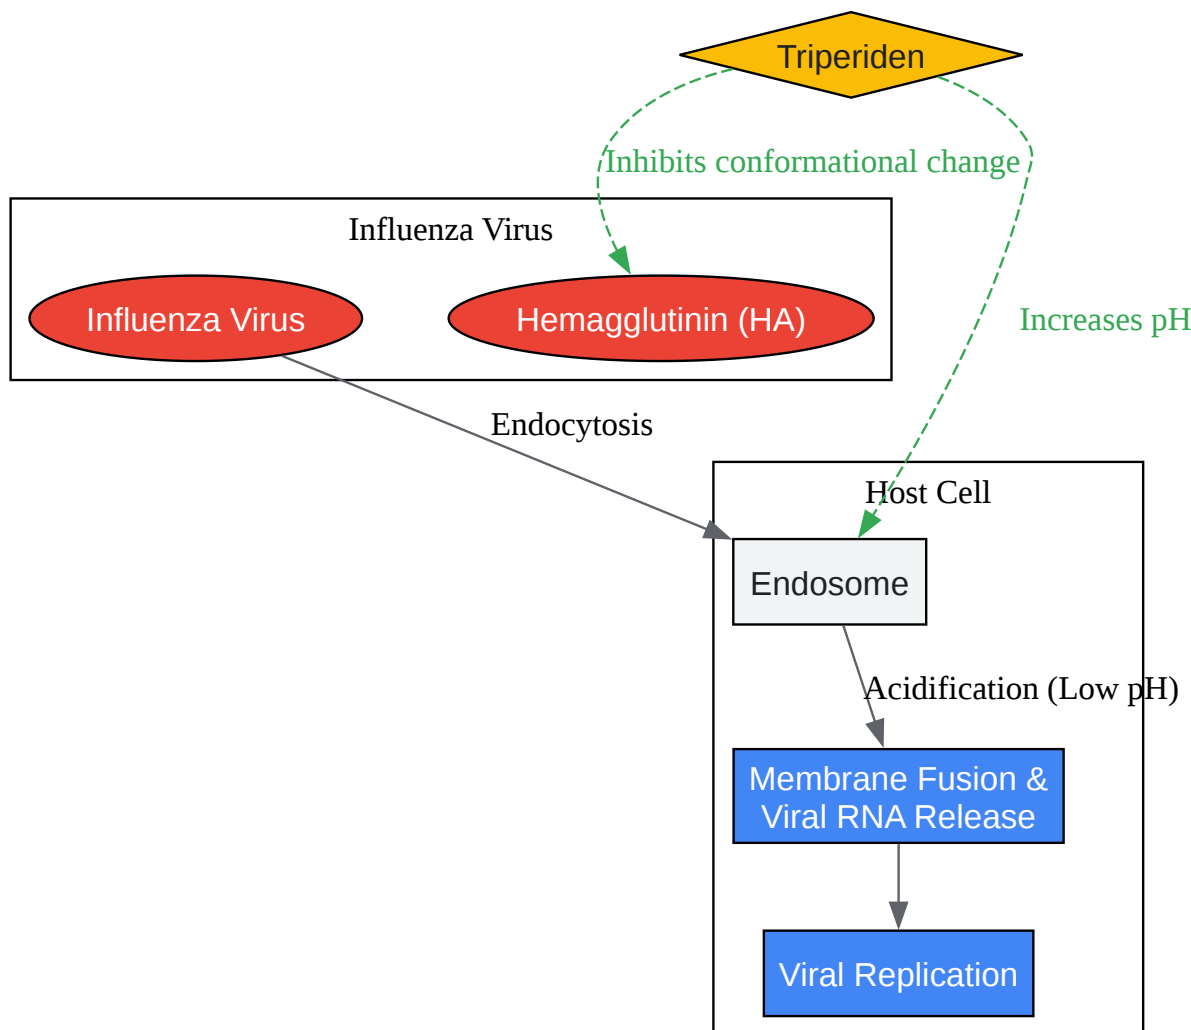 Triperiden
Inhibits conformational change
Influenza Virus
Influenza Virus
Hemagglutinin (HA)
Increases pH
Endocytosis
Host Cell
Endosome
Acidification (Low pH)
Membrane Fusion &
Viral RNA Release
Viral Replication